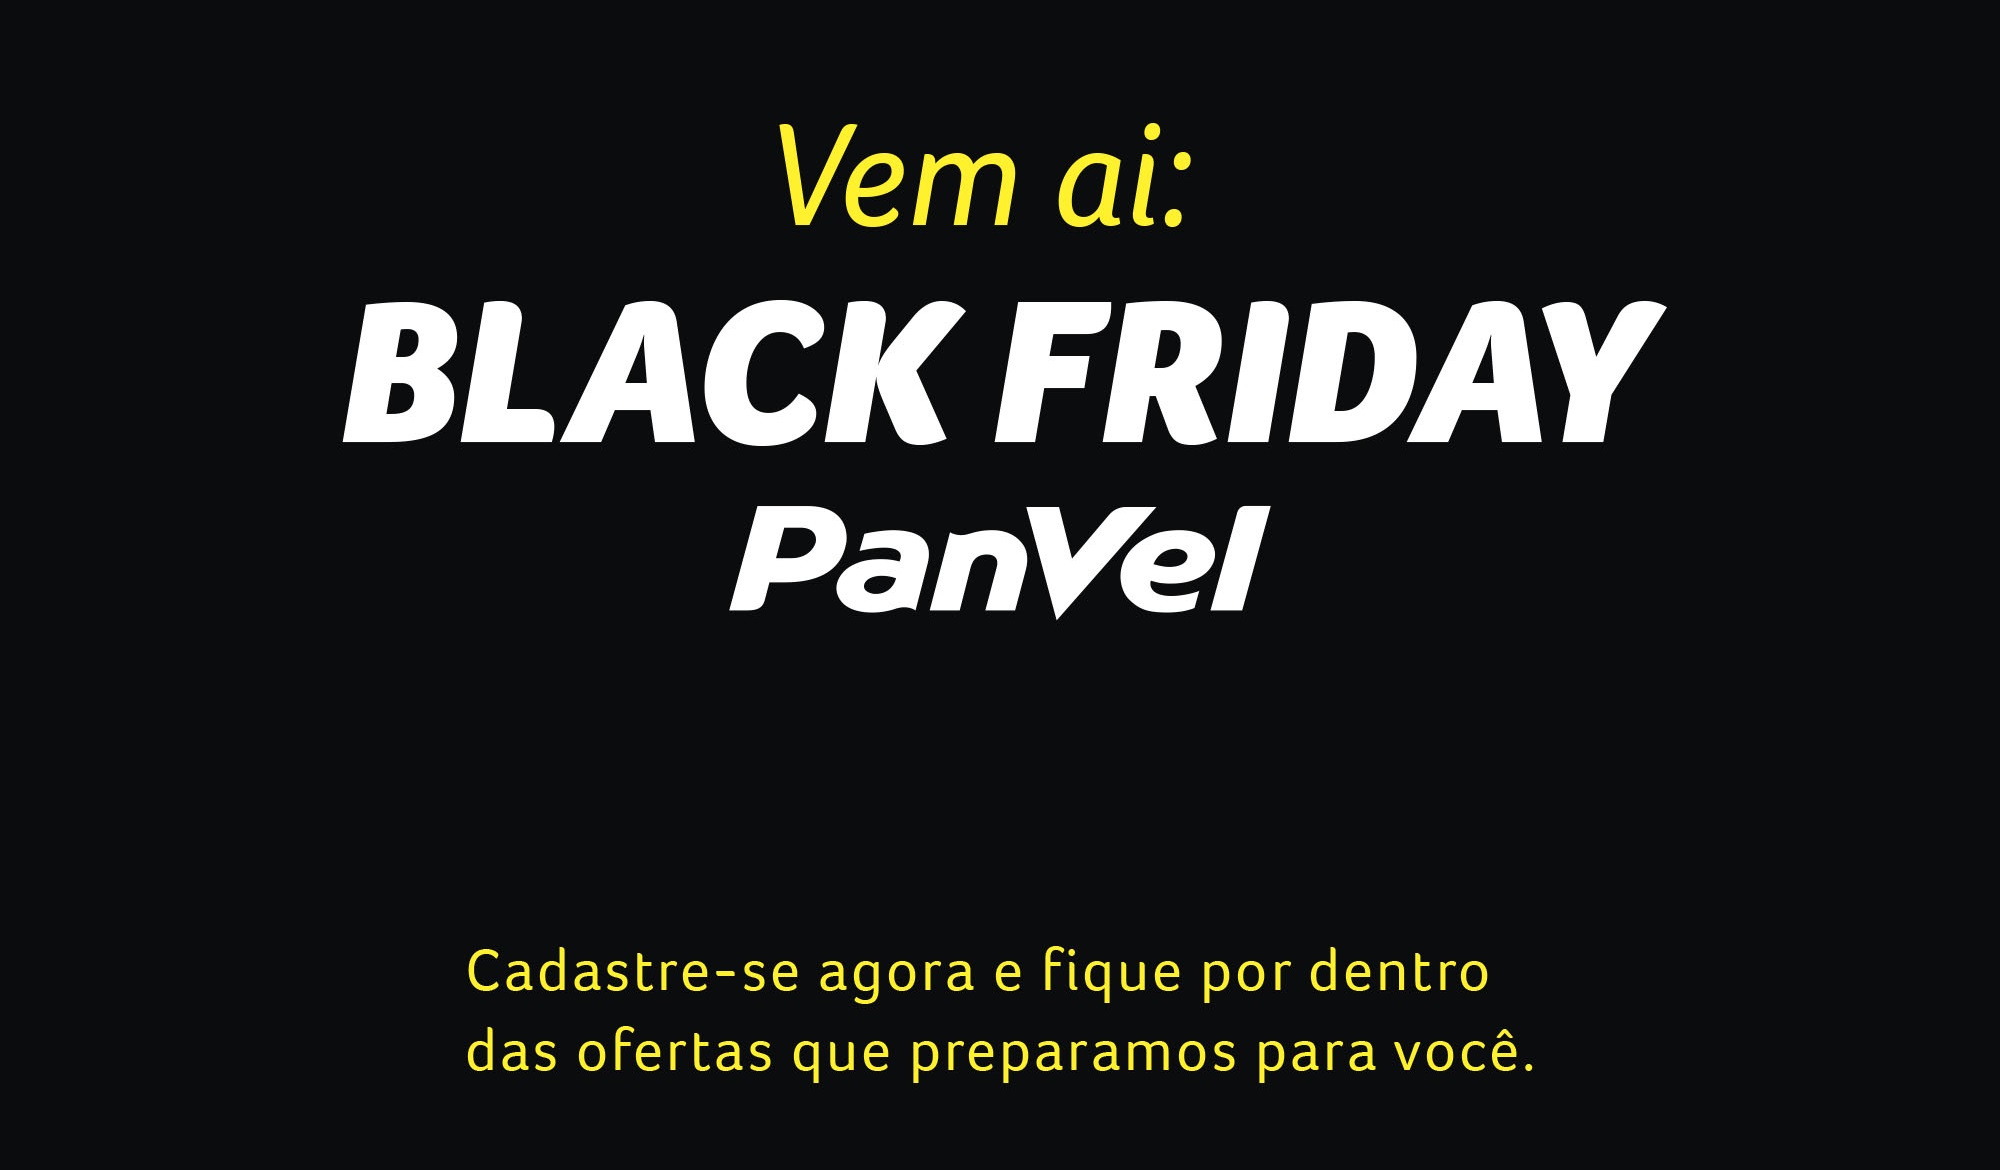 Vem ai:
BLACK FRIDAY
PanVel
Cadastre-se agora e fique por dentro
das ofertas que preparamos para você.